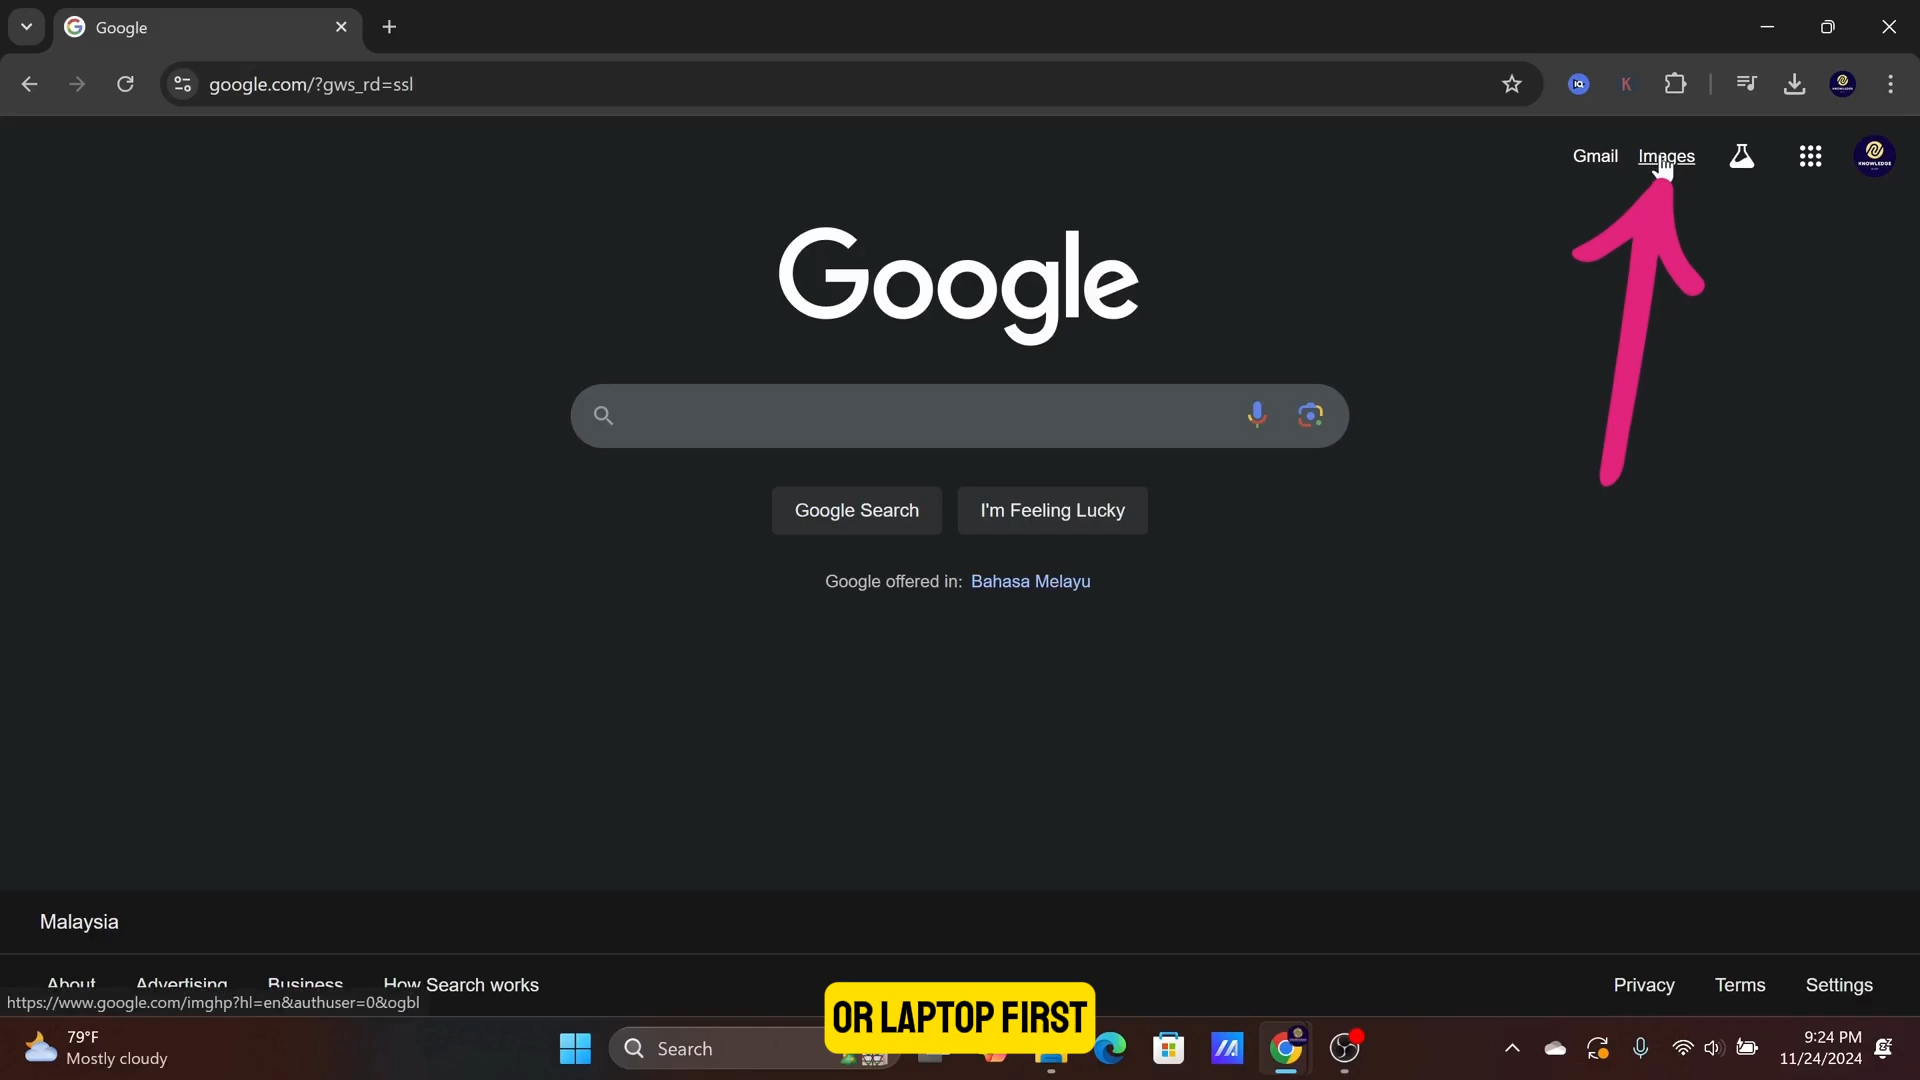 Google
google.com/?gws_rd=ssl
K
Gmail Images
KNOWLEDGE
Google
Google Search I'm Feeling Lucky
Google offered in: Bahasa Melayu
Malaysia
About Advertising Business How Search works Privacy Terms Settings
https://www.google.com/imghp?hl=en&authuser=0&ogbl
OR LAPTOP FIRST
79°F
Mostly cloudy
Search
9:24 PM
11/24/2024